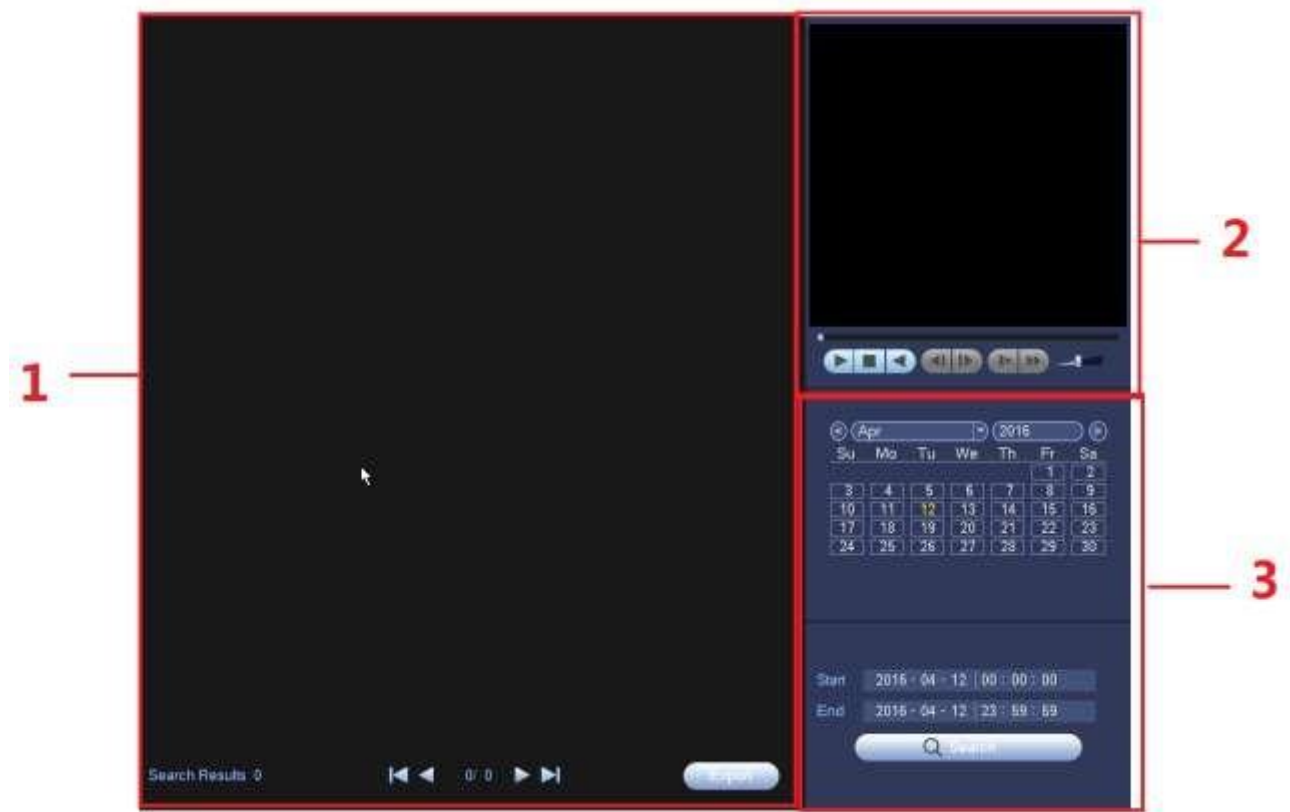 1
2
3
Apr 2016
Su Mo Tu We Th Fr Sa
1 2
3 4 5 6 7 8 9
10 11 12 13 14 15 16
17 18 19 20 21 22 23
24 25 26 27 28 29 30
Start 2016 - 04 - 12 00 : 00 : 00
End 2016 - 04 - 12 23 : 59 : 59
Search
Search Results 0
0/ 0
Export